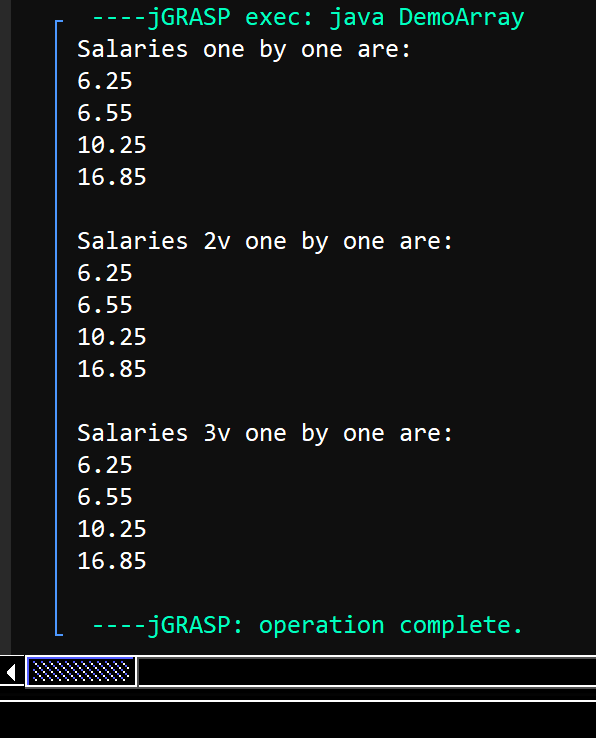 ----jGRASP exec: java DemoArray
Salaries one by one are:
6.25
6.55
10.25
16.85
Salaries 2v one by one are:
6.25
6.55
10.25
16.85
Salaries 3v one by one are:
6.25
6.55
10.25
16.85
----jGRASP: operation complete.